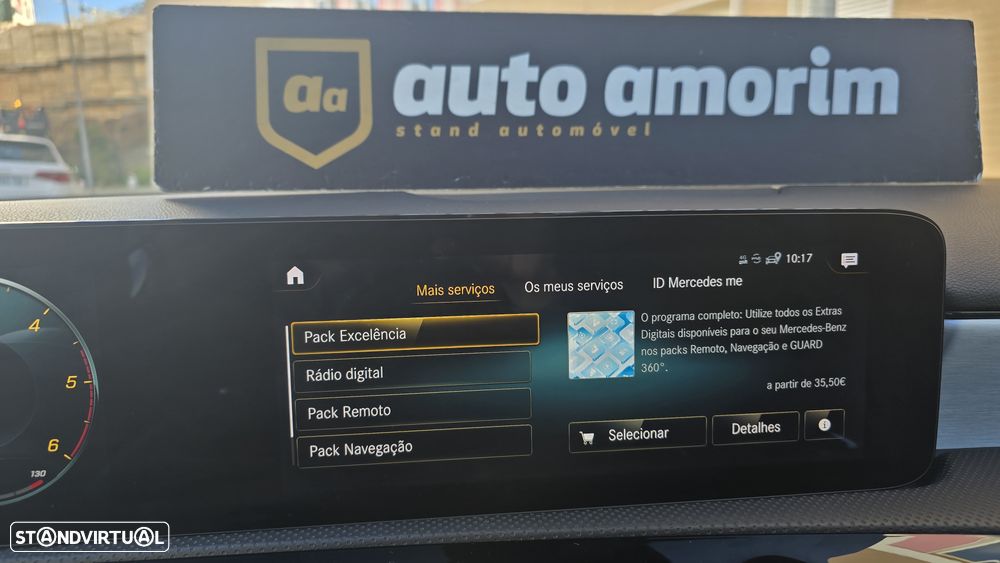 aa
auto amorim
stand automóvel
4G
10:17
Mais serviços
Os meus serviços
ID Mercedes me
Pack Excelência
Rádio digital
Pack Remoto
Pack Navegação
O programa completo: Utilize todos os Extras
Digitais disponíveis para o seu Mercedes-Benz
nos packs Remoto, Navegação e GUARD
360°.
a partir de 35,50€
Selecionar
Detalhes
i
4
5
6
130
STANDVIRTUAL